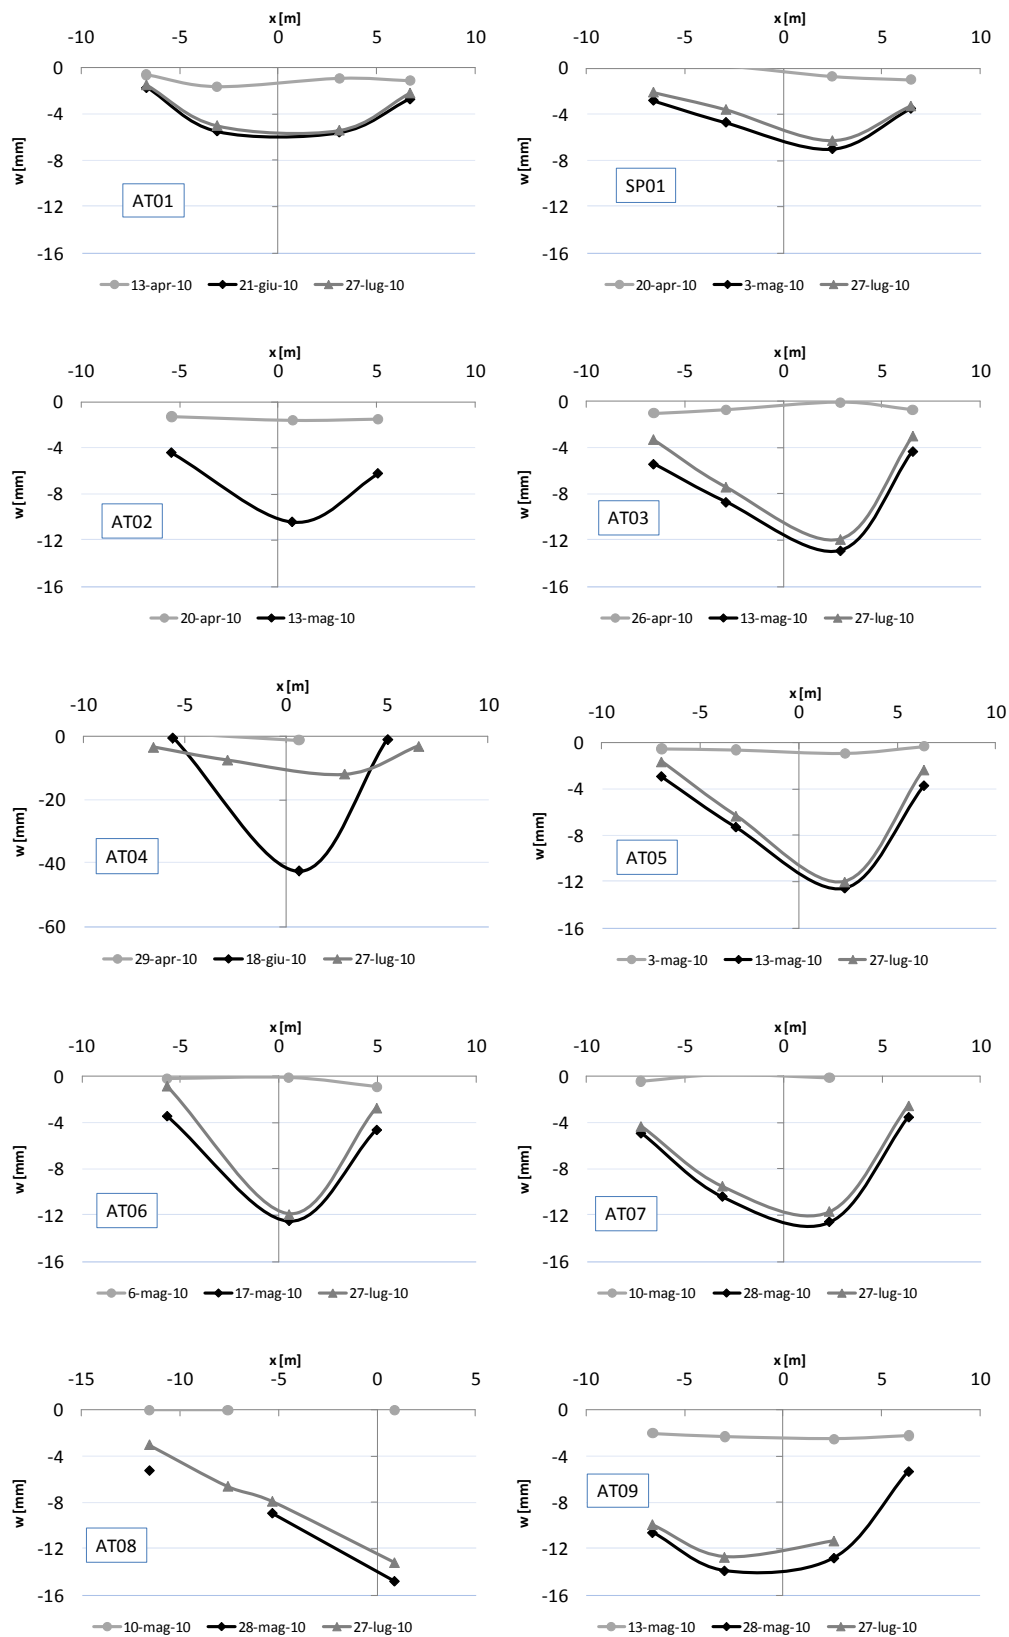 x [m]
-10 -5 0 5 10
0
-4
-8
-12
-16
w [mm]
AT01
13-apr-10 21-giu-10 27-lug-10
x [m]
-10 -5 0 5 10
0
-4
-8
-12
-16
w [mm]
SP01
20-apr-10 3-mag-10 27-lug-10
x [m]
-10 -5 0 5 10
0
-4
-8
-12
-16
w [mm]
AT02
20-apr-10 13-mag-10
x [m]
-10 -5 0 5 10
0
-4
-8
-12
-16
w [mm]
AT03
26-apr-10 13-mag-10 27-lug-10
x [m]
-10 -5 0 5 10
0
-20
-40
-60
w [mm]
AT04
29-apr-10 18-giu-10 27-lug-10
x [m]
-10 -5 0 5 10
0
-4
-8
-12
-16
w [mm]
AT05
3-mag-10 13-mag-10 27-lug-10
x [m]
-10 -5 0 5 10
0
-4
-8
-12
-16
w [mm]
AT06
6-mag-10 17-mag-10 27-lug-10
x [m]
-10 -5 0 5 10
0
-4
-8
-12
-16
w [mm]
AT07
10-mag-10 28-mag-10 27-lug-10
x [m]
-15 -10 -5 0 5
0
-4
-8
-12
-16
w [mm]
AT08
10-mag-10 28-mag-10 27-lug-10
x [m]
-10 -5 0 5 10
0
-4
-8
-12
-16
w [mm]
AT09
13-mag-10 28-mag-10 27-lug-10